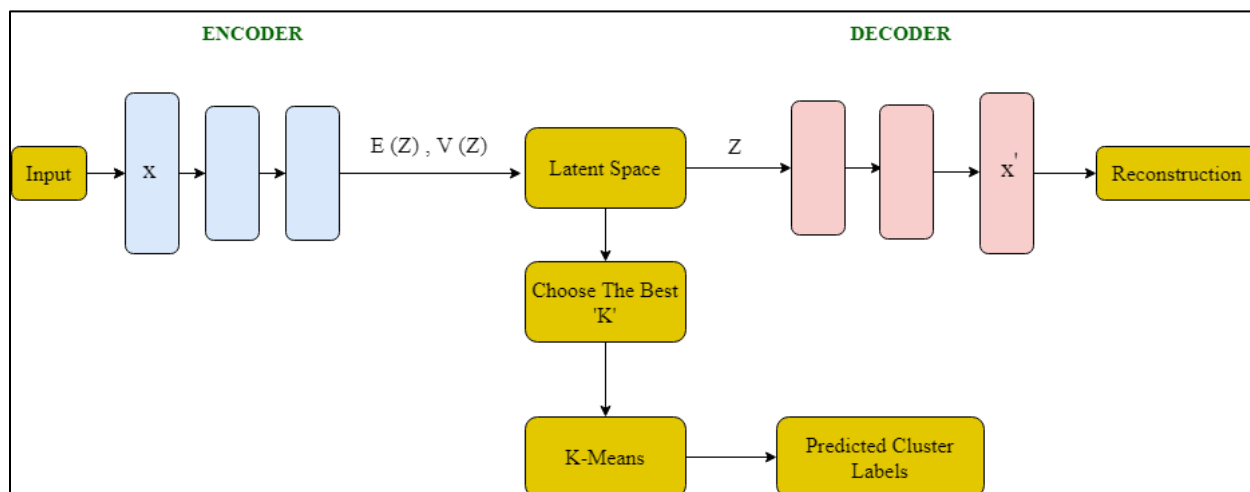 ENCODER
DECODER
Input
X
E (Z) , V (Z)
Latent Space
Z
X'
Reconstruction
Choose The Best
'K'
K-Means
Predicted Cluster
Labels